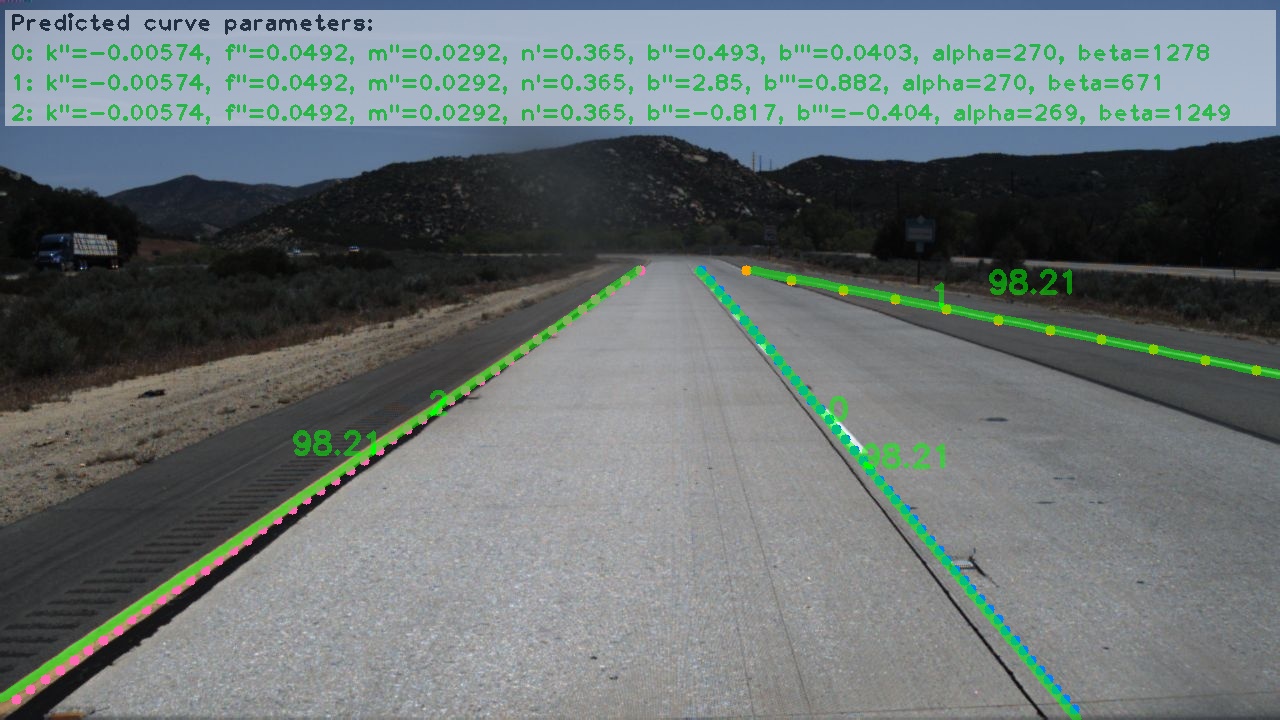 Predicted curve parameters:
0: k''=-0.00574, f''=0.0492, m''=0.0292, n'=0.365, b''=0.493, b'''=0.0403, alpha=270, beta=1278
1: k''=-0.00574, f''=0.0492, m''=0.0292, n'=0.365, b''=2.85, b'''=0.882, alpha=270, beta=671
2: k''=-0.00574, f''=0.0492, m''=0.0292, n'=0.365, b''=-0.817, b'''=-0.404, alpha=269, beta=1249
98.21
1
2
0
98.21
98.21